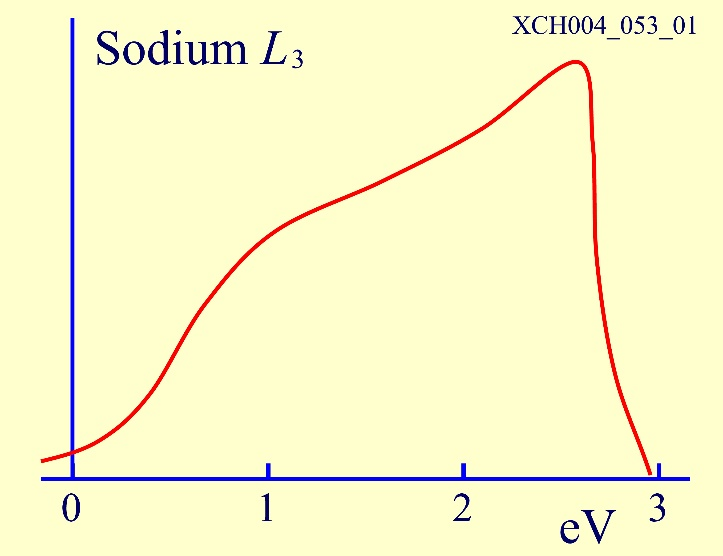 XCH004_053_01
Sodium L₃
0 1 2 3
eV